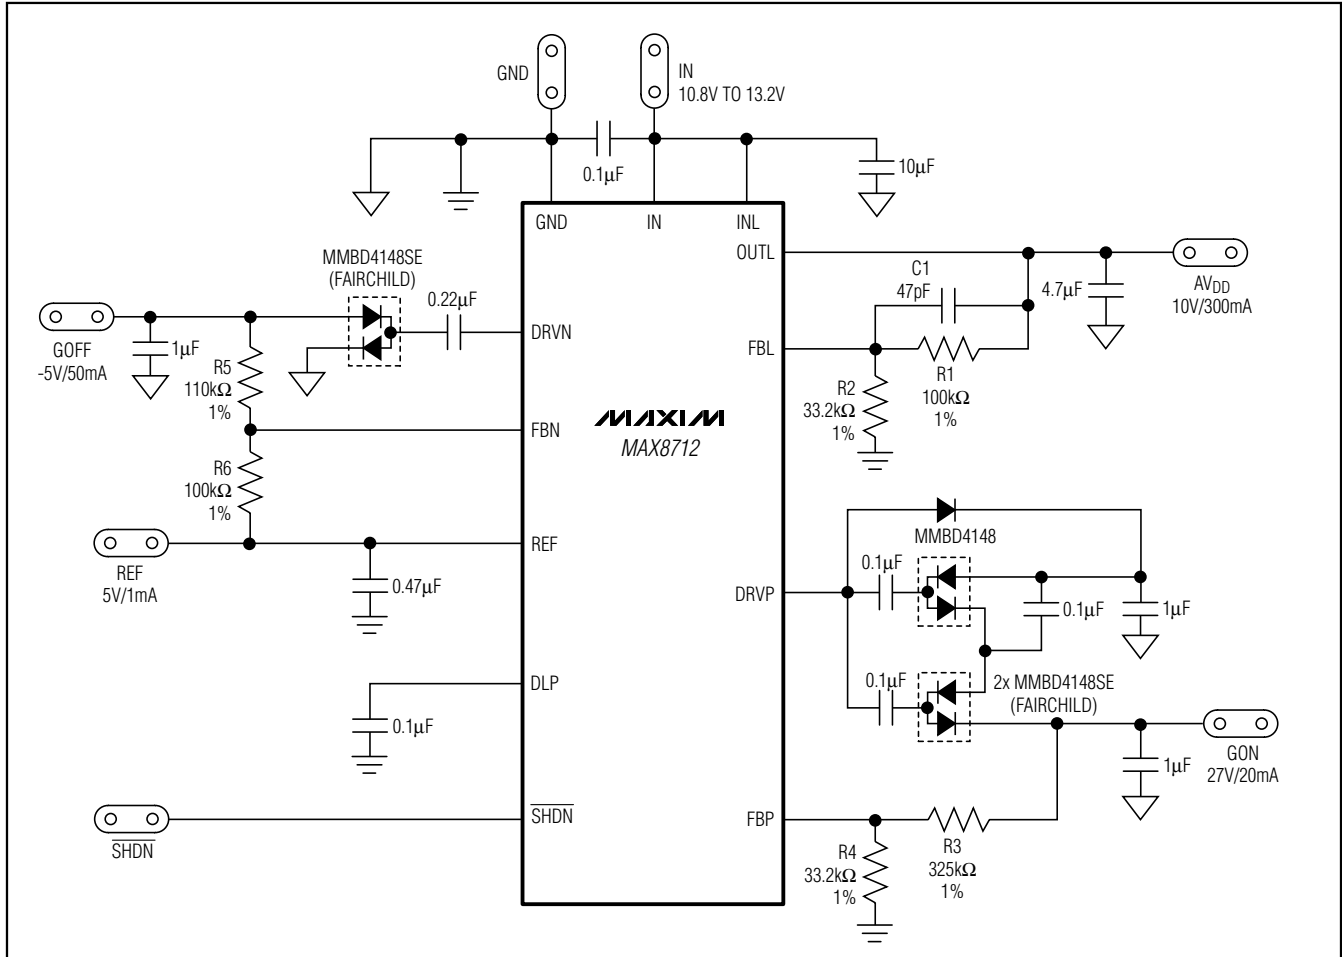 GND
IN
10.8V TO 13.2V
0.1µF
10µF
GND
IN
INL
OUTL
MMBD4148SE
(FAIRCHILD)
0.22µF
DRVN
GOFF
-5V/50mA
1µF
R5
110kΩ
1%
FBN
R6
100kΩ
1%
REF
5V/1mA
REF
0.47µF
DLP
0.1µF
SHDN
SHDN
MAXIM
MAX8712
C1
47pF
4.7µF
AVDD
10V/300mA
FBL
R1
100kΩ
1%
R2
33.2kΩ
1%
MMBD4148
0.1µF
DRVP
0.1µF
1µF
0.1µF
2x MMBD4148SE
(FAIRCHILD)
GON
27V/20mA
1µF
FBP
R3
325kΩ
1%
R4
33.2kΩ
1%